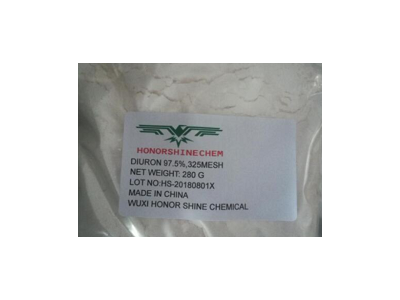 HONORSHINECHEM
DIURON 97.5%,325MESH
NET WEIGHT: 280 G
LOT NO:HS-20180801X
MADE IN CHINA
WUXI HONOR SHINE CHEMICAL